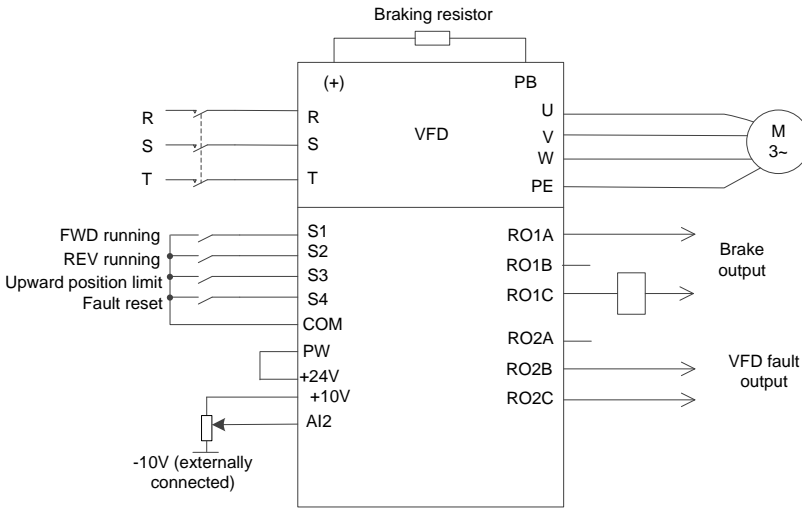 Braking resistor
(+)
PB
R
S
T
R
S
T
VFD
U
V
W
PE
M
3~
FWD running
REV running
Upward position limit
Fault reset
S1
S2
S3
S4
COM
PW
+24V
+10V
AI2
-10V (externally
connected)
RO1A
RO1B
RO1C
RO2A
RO2B
RO2C
Brake
output
VFD fault
output